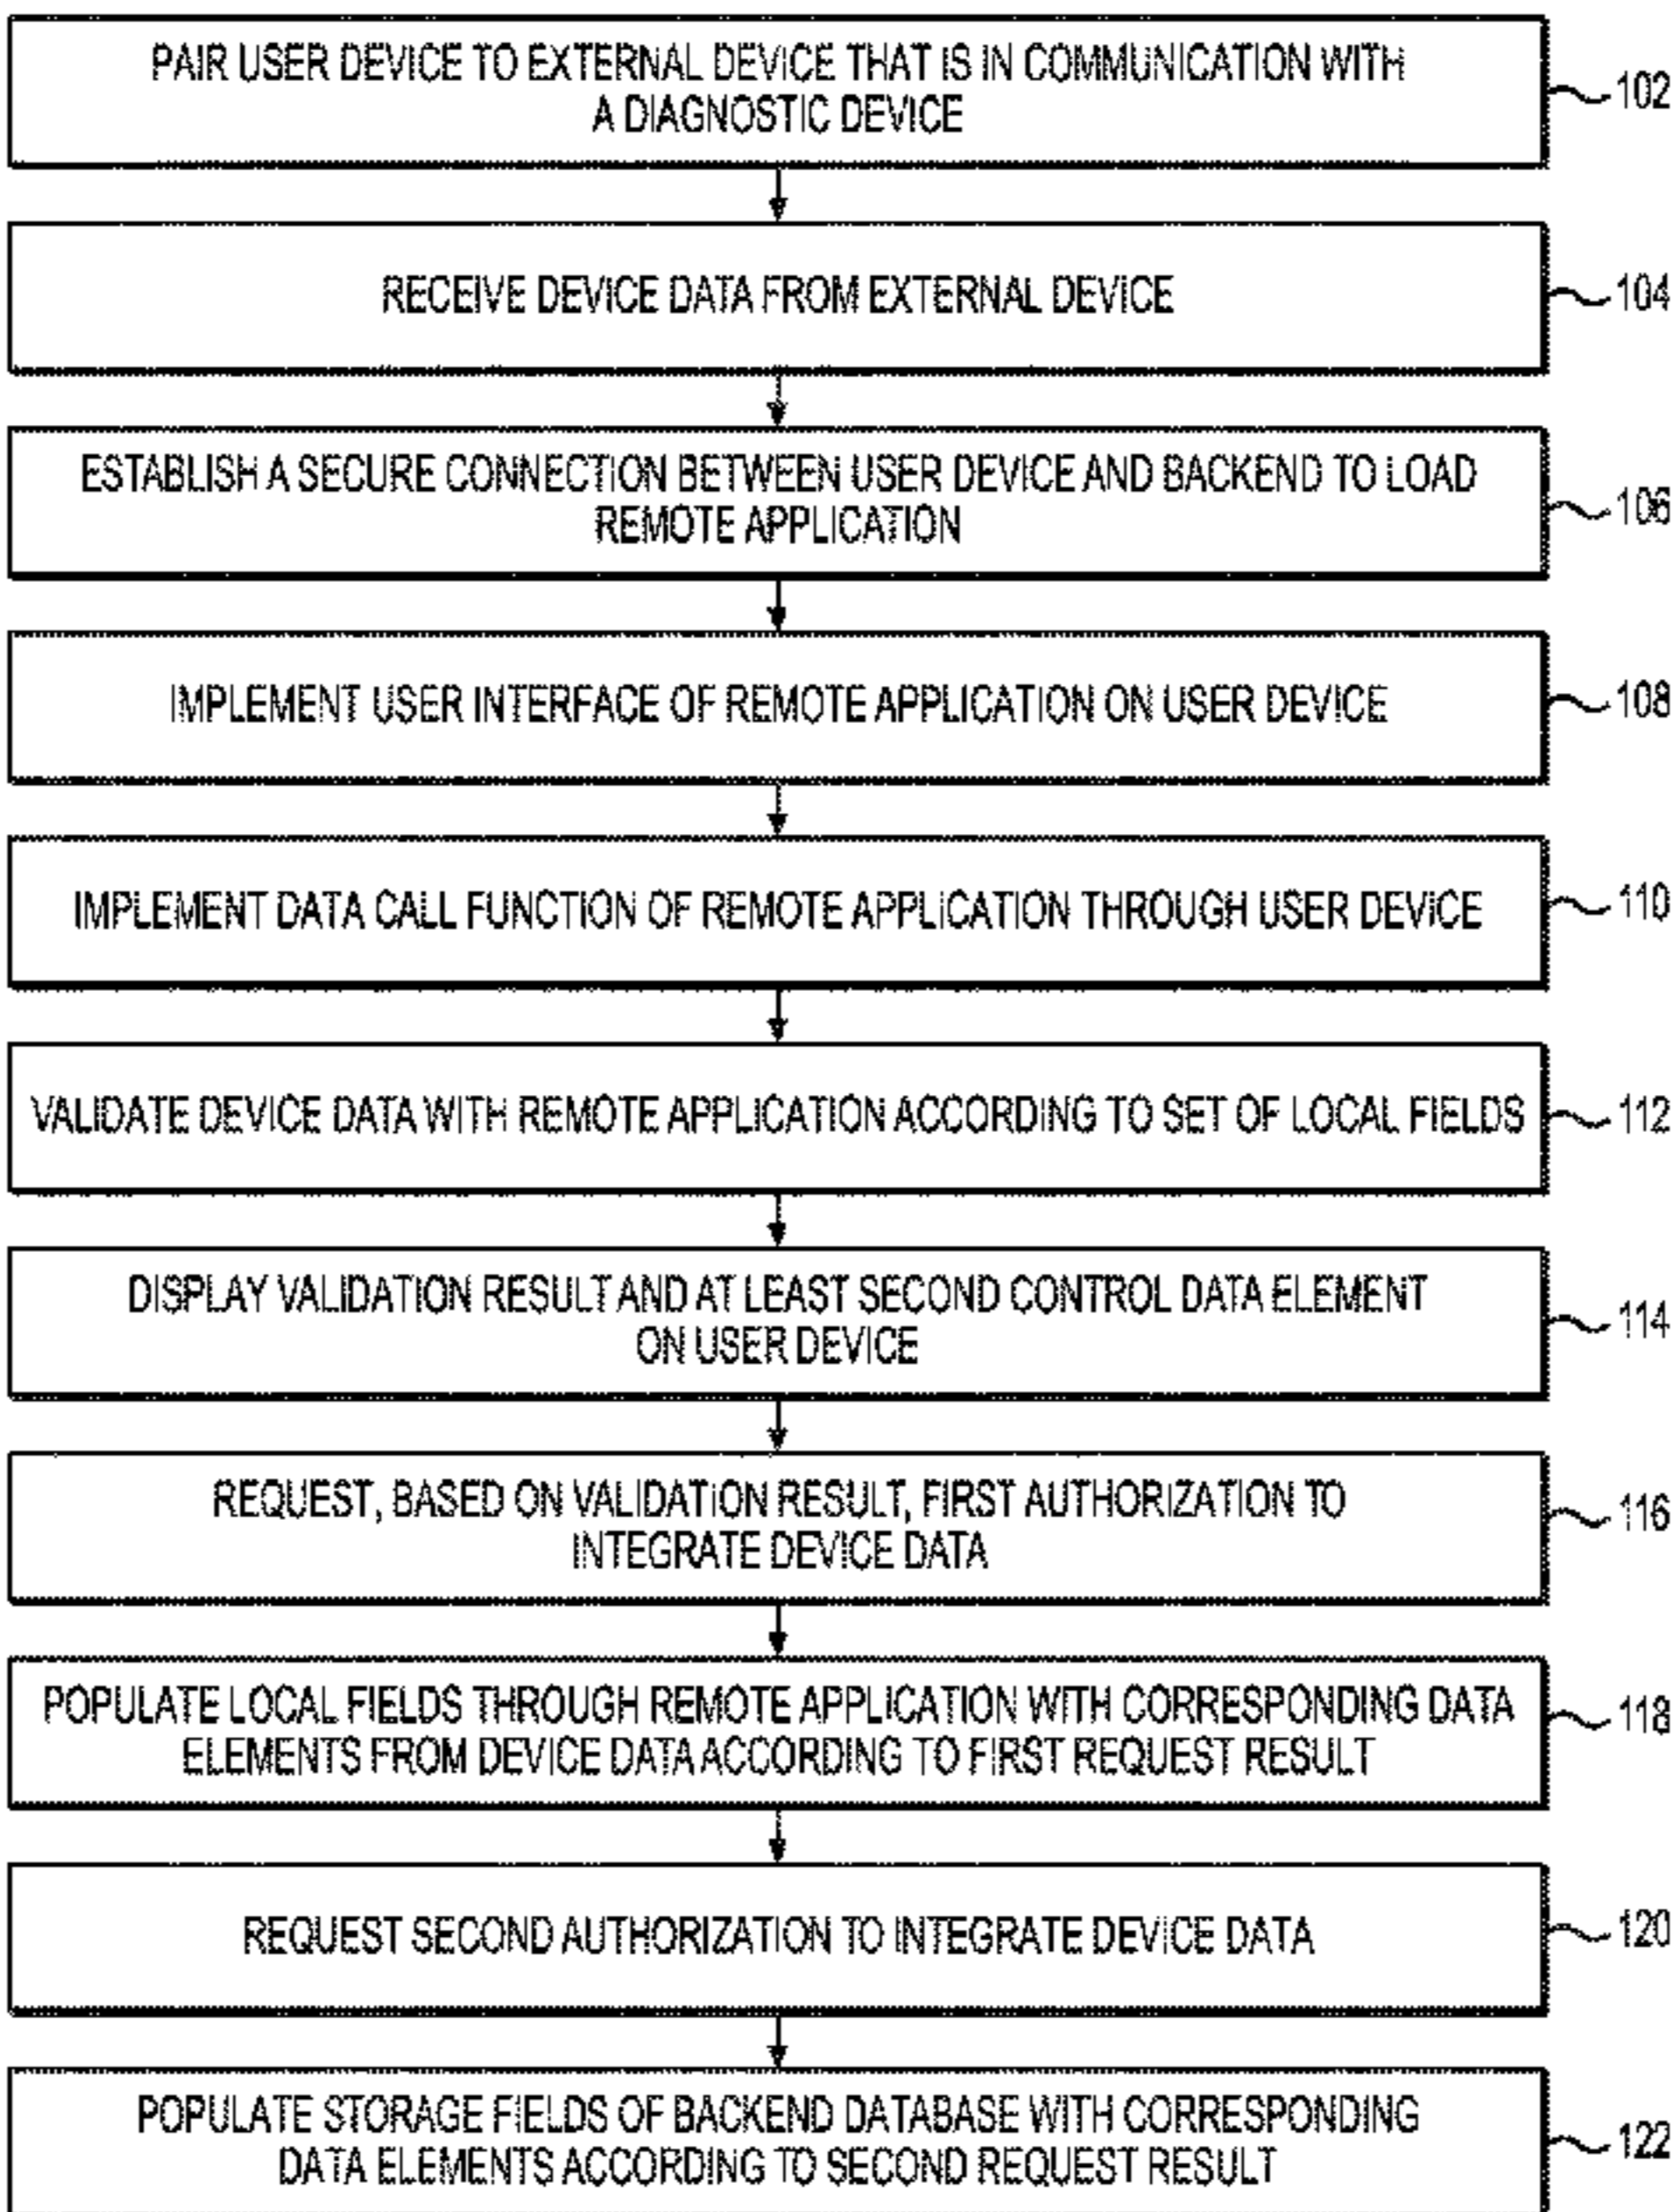 PAIR USER DEVICE TO EXTERNAL DEVICE THAT IS IN COMMUNICATION WITH
A DIAGNOSTIC DEVICE
102
RECEIVE DEVICE DATA FROM EXTERNAL DEVICE
104
ESTABLISH A SECURE CONNECTION BETWEEN USER DEVICE AND BACKEND TO LOAD
REMOTE APPLICATION
106
IMPLEMENT USER INTERFACE OF REMOTE APPLICATION ON USER DEVICE
108
IMPLEMENT DATA CALL FUNCTION OF REMOTE APPLICATION THROUGH USER DEVICE
110
VALIDATE DEVICE DATA WITH REMOTE APPLICATION ACCORDING TO SET OF LOCAL FIELDS
112
DISPLAY VALIDATION RESULT AND AT LEAST SECOND CONTROL DATA ELEMENT
ON USER DEVICE
114
REQUEST, BASED ON VALIDATION RESULT, FIRST AUTHORIZATION TO
INTEGRATE DEVICE DATA
116
POPULATE LOCAL FIELDS THROUGH REMOTE APPLICATION WITH CORRESPONDING DATA
ELEMENTS FROM DEVICE DATA ACCORDING TO FIRST REQUEST RESULT
118
REQUEST SECOND AUTHORIZATION TO INTEGRATE DEVICE DATA
120
POPULATE STORAGE FIELDS OF BACKEND DATABASE WITH CORRESPONDING
DATA ELEMENTS ACCORDING TO SECOND REQUEST RESULT
122